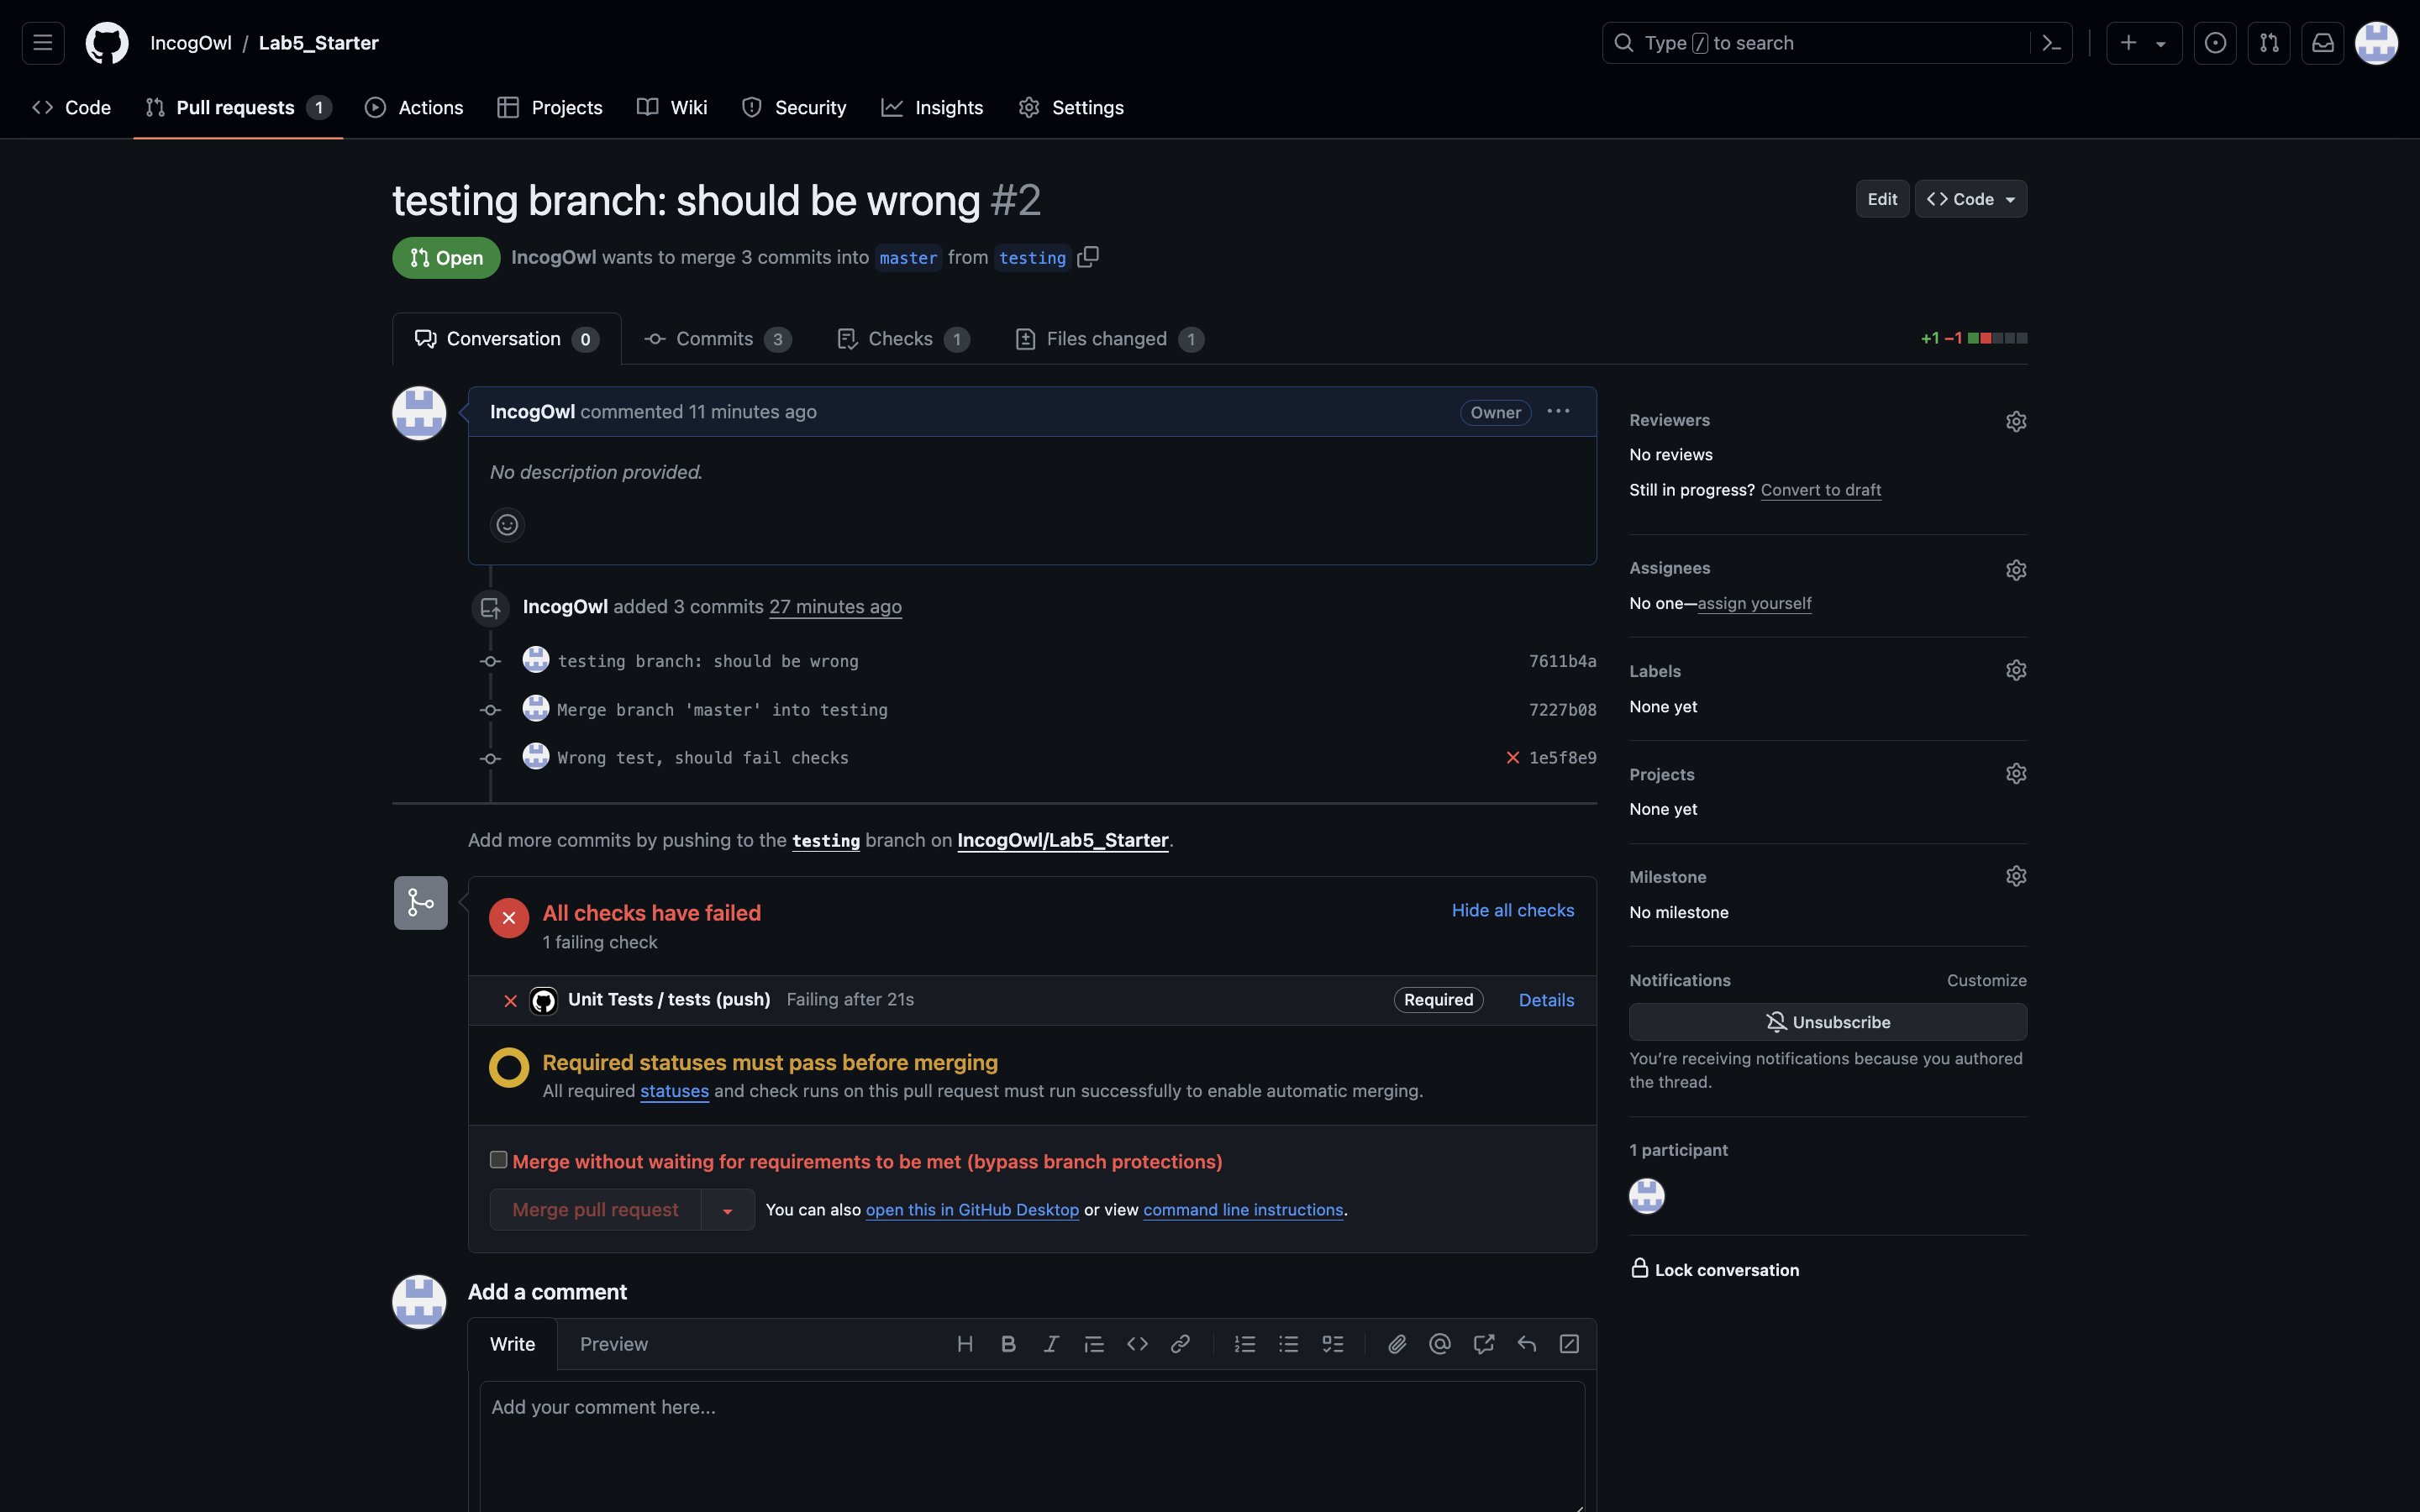 IncogOwl / Lab5_Starter
Type / to search
Code
Pull requests 1
Actions
Projects
Wiki
Security
Insights
Settings
testing branch: should be wrong #2
Edit
Code
Open
IncogOwl wants to merge 3 commits into master from testing
Conversation 0
Commits 3
Checks 1
Files changed 1
+1 −1
IncogOwl commented 11 minutes ago
Owner
No description provided.
IncogOwl added 3 commits 27 minutes ago
testing branch: should be wrong 7611b4a
Merge branch 'master' into testing 7227b08
Wrong test, should fail checks 1e5f8e9
Add more commits by pushing to the testing branch on IncogOwl/Lab5_Starter.
All checks have failed
Hide all checks
1 failing check
Unit Tests / tests (push) Failing after 21s
Required
Details
Required statuses must pass before merging
All required statuses and check runs on this pull request must run successfully to enable automatic merging.
Merge without waiting for requirements to be met (bypass branch protections)
Merge pull request
You can also open this in GitHub Desktop or view command line instructions.
Add a comment
Write
Preview
Add your comment here...
Reviewers
No reviews
Still in progress? Convert to draft
Assignees
No one—assign yourself
Labels
None yet
Projects
None yet
Milestone
No milestone
Notifications
Customize
Unsubscribe
You're receiving notifications because you authored
the thread.
1 participant
Lock conversation